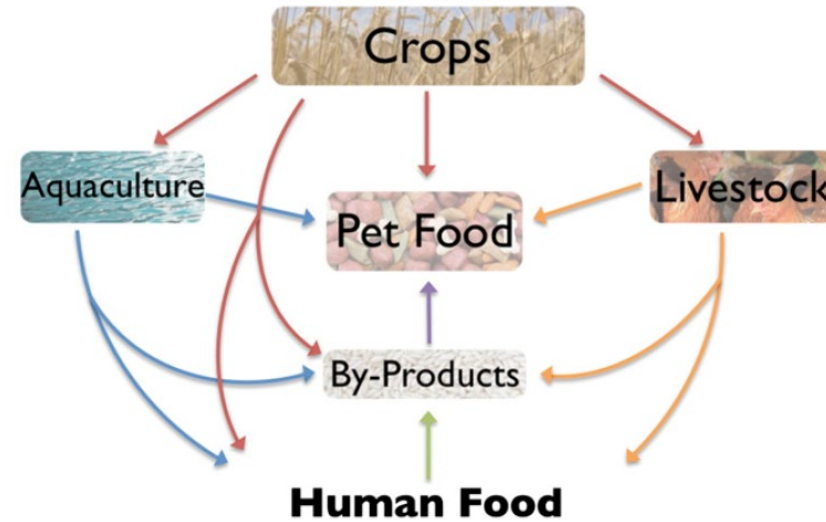 Crops
Aquaculture
Livestock
Pet Food
By-Products
Human Food